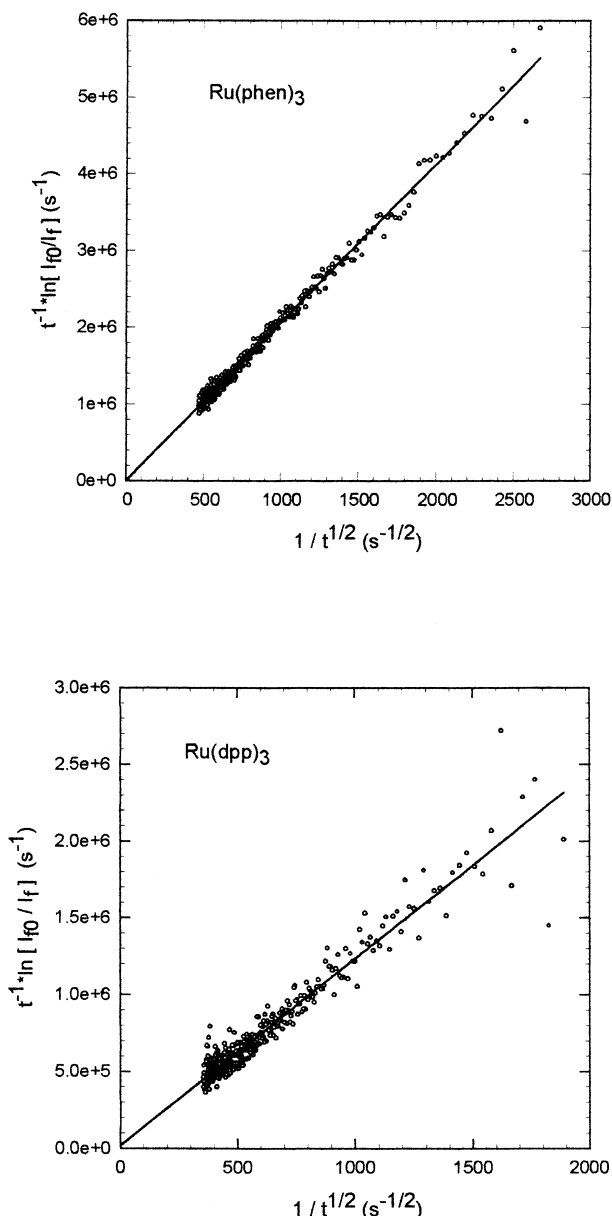 6e+6
Ru(phen)3
5e+6
4e+6
3e+6
2e+6
1e+6
0e+0
t-1*ln[ If0/If ] (s-1)
0 500 1000 1500 2000 2500 3000
1 / t1/2 (s-1/2)
3.0e+6
Ru(dpp)3
2.5e+6
2.0e+6
1.5e+6
1.0e+6
5.0e+5
0.0e+0
t-1*ln [ If0 / If ] (s-1)
0 500 1000 1500 2000
1 / t1/2 (s-1/2)